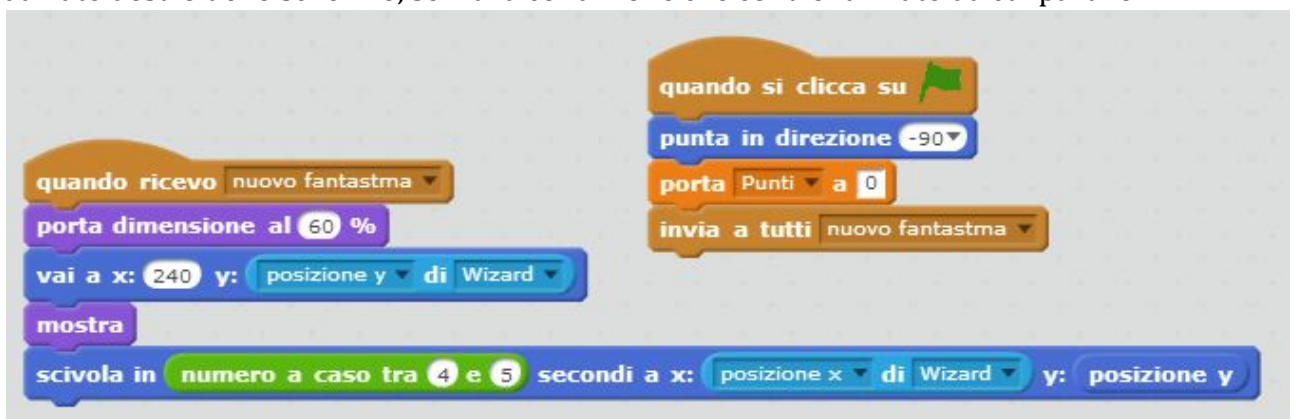 quando ricevo nuovo fantastma
porta dimensione al 60 %
vai a x: 240 y: posizione y di Wizard
mostra
scivola in numero a caso tra 4 e 5 secondi a x: posizione x di Wizard y: posizione y
quando si clicca su
punta in direzione -90
porta Punti a 0
invia a tutti nuovo fantastma